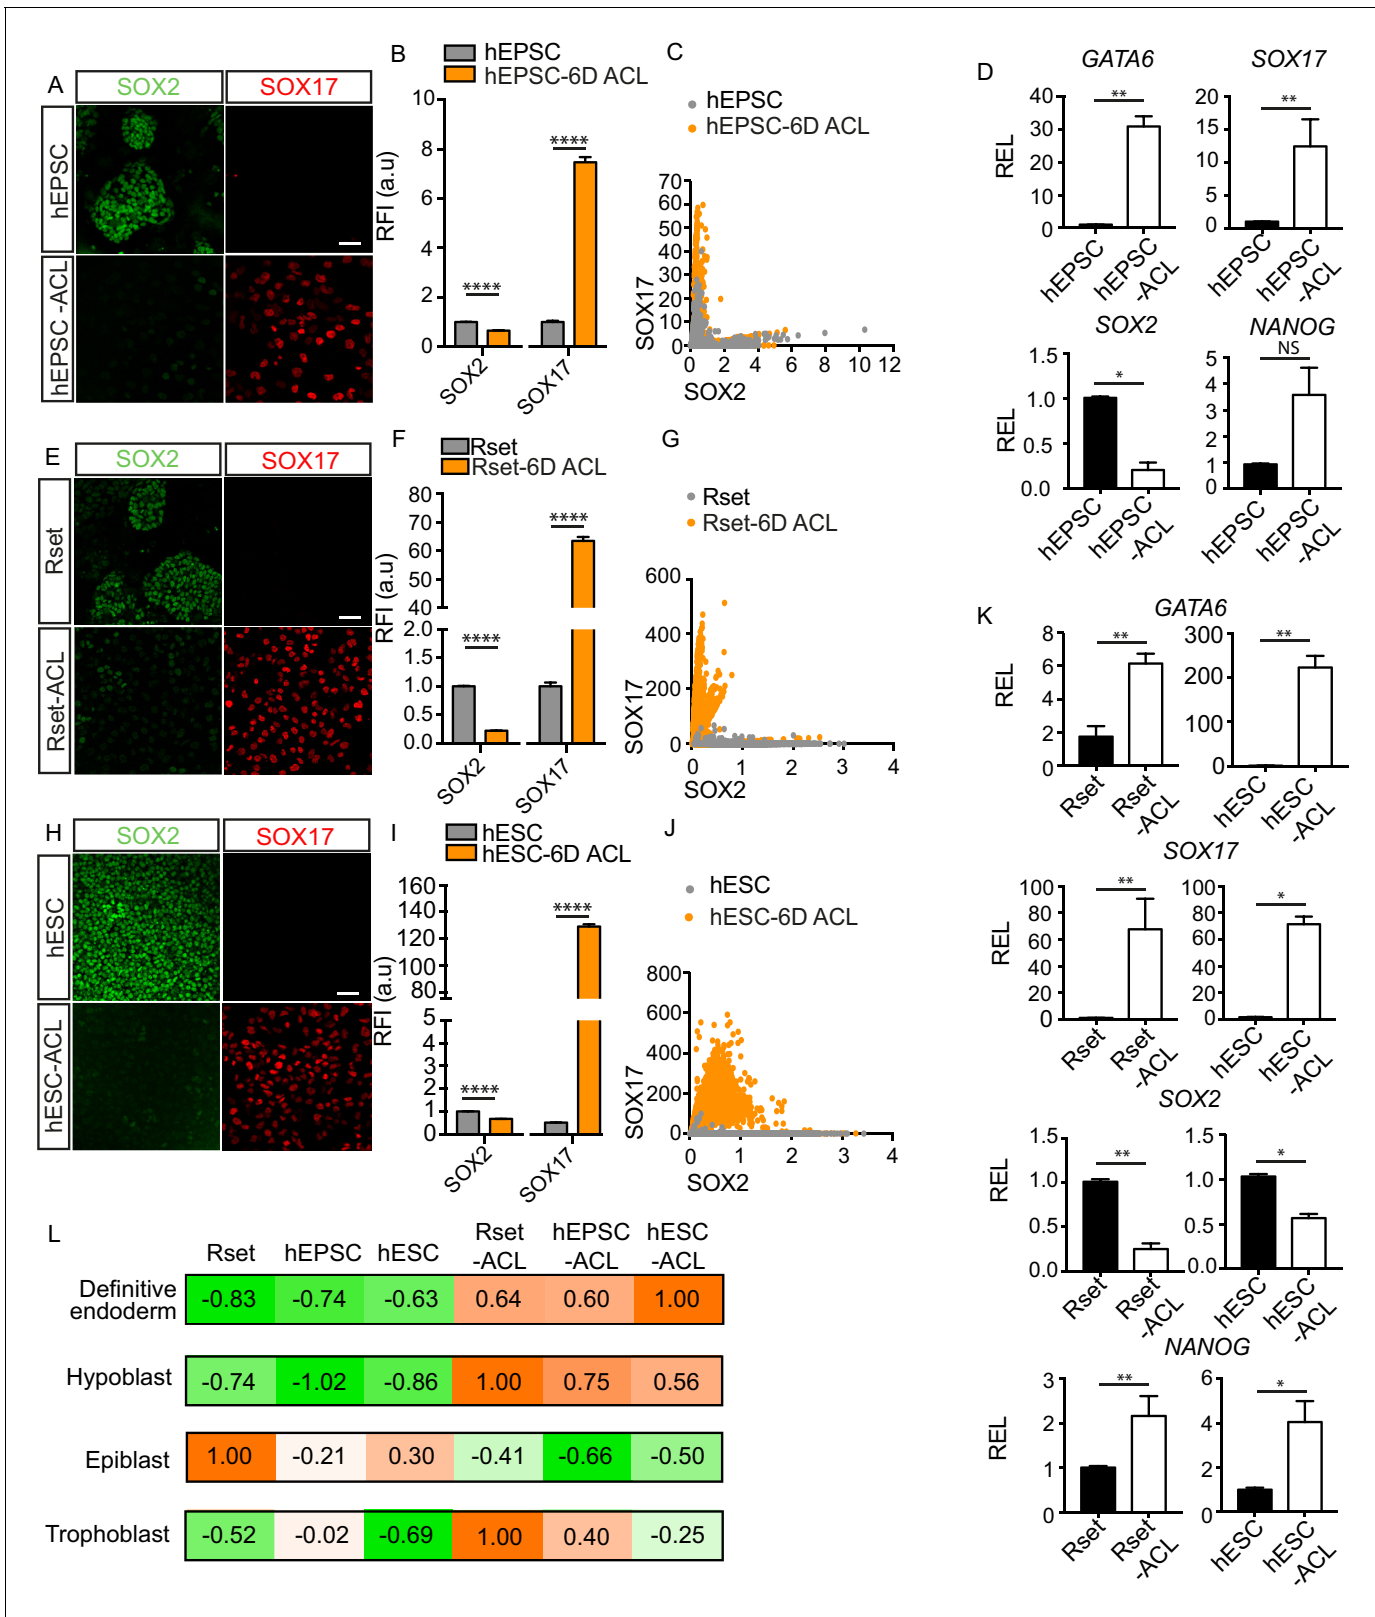 A
SOX2
SOX17
hEPSC
hEPSC -ACL
B
hEPSC
hEPSC-6D ACL
RFI (a.u)
10
8
6
4
2
0
****
****
SOX2
SOX17
C
hEPSC
hEPSC-6D ACL
SOX17
70
60
50
40
30
20
10
0
0 2 4 6 8 10 12
SOX2
D
GATA6
REL
40
30
20
10
0
**
hEPSC
hEPSC
-ACL
SOX17
20
15
10
5
0
**
hEPSC
hEPSC
-ACL
SOX2
REL
1.5
1.0
0.5
0.0
*
hEPSC
hEPSC
-ACL
NANOG
NS
5
4
3
2
1
0
hEPSC
hEPSC
-ACL
E
SOX2
SOX17
Rset
Rset-ACL
F
Rset
Rset-6D ACL
RFI (a.u)
80
70
60
50
40
2.0
1.5
1.0
0.5
0.0
****
****
SOX2
SOX17
G
Rset
Rset-6D ACL
SOX17
600
400
200
0
0 1 2 3 4
SOX2
H
SOX2
SOX17
hESC
hESC-ACL
I
hESC
hESC-6D ACL
RFI (a.u)
160
140
120
100
80
5
4
3
2
1
0
****
****
SOX2
SOX17
J
hESC
hESC-6D ACL
SOX17
800
600
400
200
0
0 1 2 3 4
SOX2
K
GATA6
REL
8
6
4
2
0
**
Rset
Rset
-ACL
300
200
100
0
**
hESC
hESC
-ACL
SOX17
REL
100
80
60
40
20
0
**
Rset
Rset
-ACL
100
80
60
40
20
0
*
hESC
hESC
-ACL
SOX2
REL
1.5
1.0
0.5
0.0
**
Rset
Rset
-ACL
1.5
1.0
0.5
0.0
*
hESC
hESC
-ACL
NANOG
REL
3
2
1
0
**
Rset
Rset
-ACL
6
4
2
0
*
hESC
hESC
-ACL
L
Rset hEPSC hESC Rset -ACL hEPSC -ACL hESC -ACL
Definitive endoderm -0.83 -0.74 -0.63 0.64 0.60 1.00
Hypoblast -0.74 -1.02 -0.86 1.00 0.75 0.56
Epiblast 1.00 -0.21 0.30 -0.41 -0.66 -0.50
Trophoblast -0.52 -0.02 -0.69 1.00 0.40 -0.25